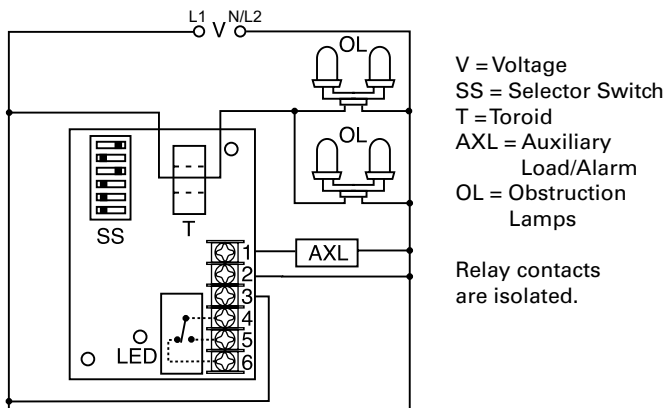 L1 V N/L2
OL
OL
SS
T
AXL
1
2
3
4
5
6
LED
V = Voltage
SS = Selector Switch
T = Toroid
AXL = Auxiliary
Load/Alarm
OL = Obstruction
Lamps
Relay contacts
are isolated.